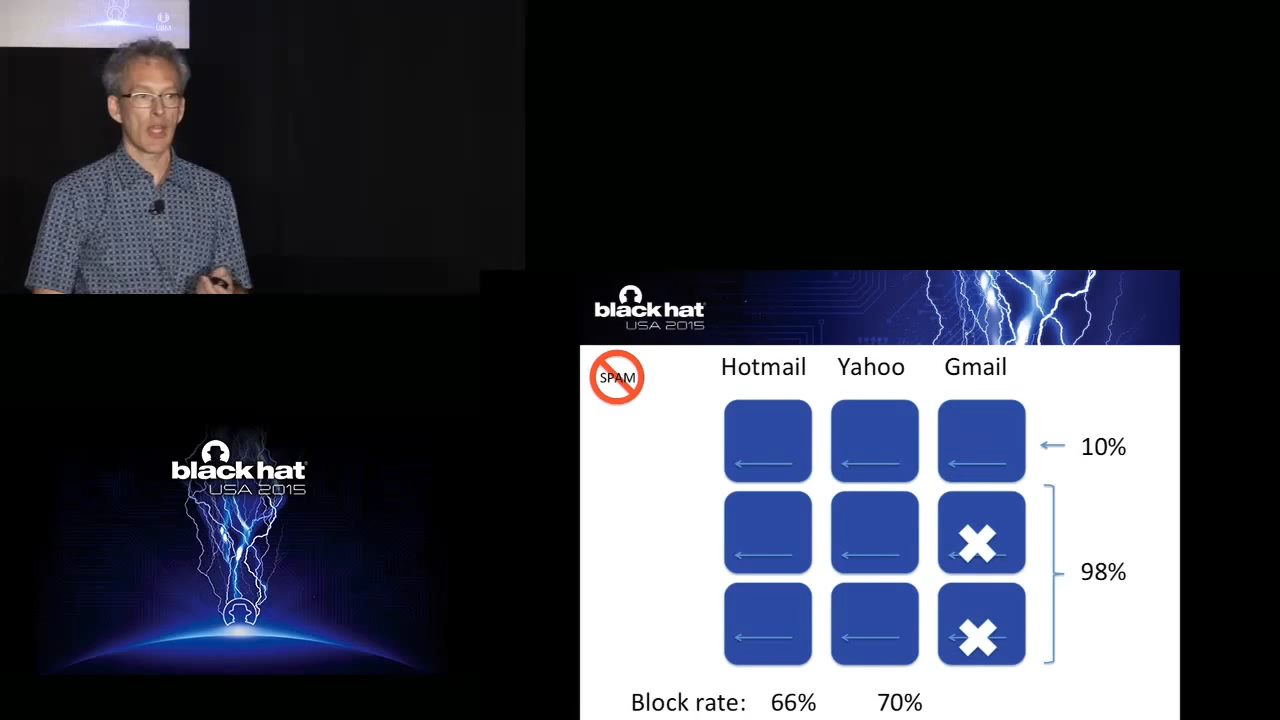 black hat
USA 2015
black hat
USA 2015
SPAM
Hotmail Yahoo Gmail
10%
98%
Block rate: 66% 70%